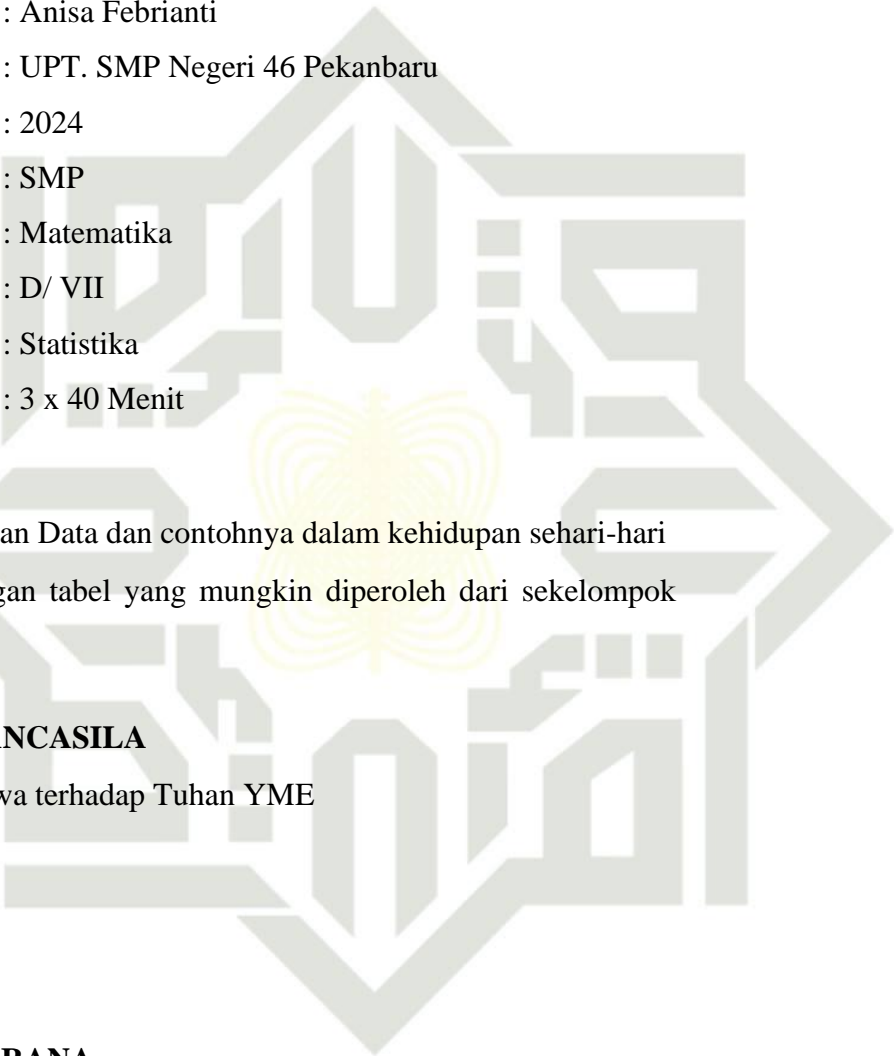 : Anisa Febrianti
: UPT. SMP Negeri 46 Pekanbaru
: 2024
: SMP
: Matematika
: D/ VII
: Statistika
: 3 x 40 Menit
an Data dan contohnya dalam kehidupan sehari-hari
gan tabel yang mungkin diperoleh dari sekelompok
NCASILA
wa terhadap Tuhan YME